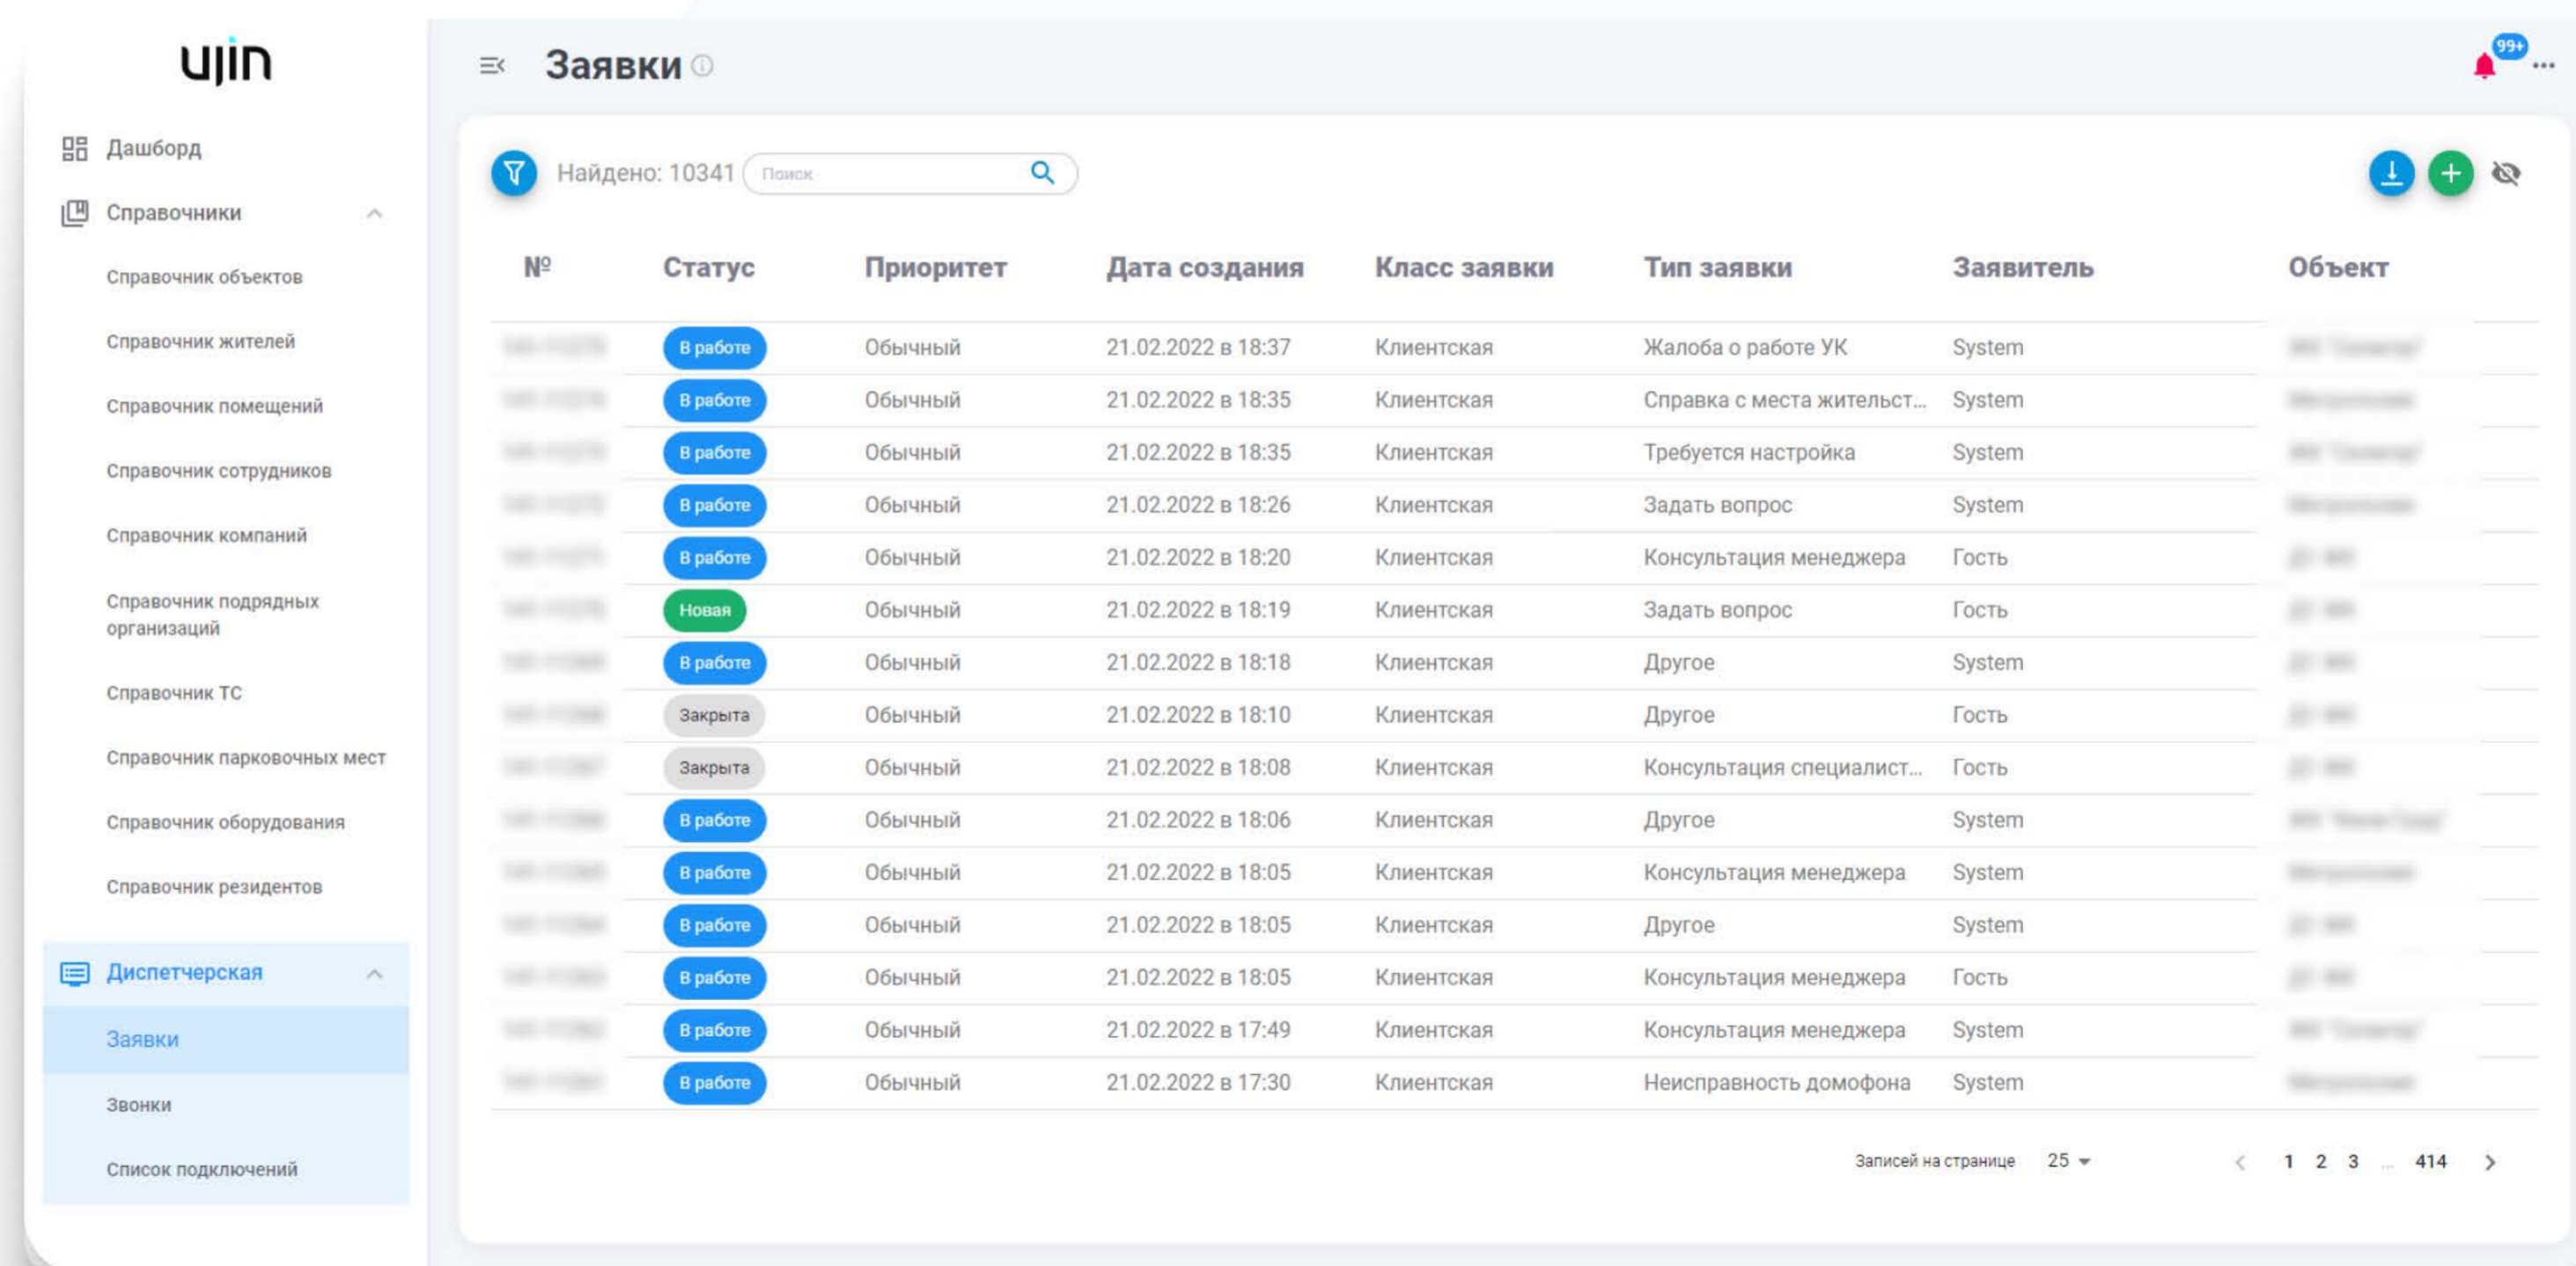 ujin
Дашборд
Справочники
Справочник объектов
Справочник жителей
Справочник помещений
Справочник сотрудников
Справочник компаний
Справочник подрядных
организаций
Справочник ТС
Справочник парковочных мест
Справочник оборудования
Справочник резидентов
Диспетчерская
Заявки
Звонки
Список подключений
Заявки
99+
Найдено: 10341 Поиск
№ Статус Приоритет Дата создания Класс заявки Тип заявки Заявитель Объект
В работе Обычный 21.02.2022 в 18:37 Клиентская Жалоба о работе УК System
В работе Обычный 21.02.2022 в 18:35 Клиентская Справка с места жительст... System
В работе Обычный 21.02.2022 в 18:35 Клиентская Требуется настройка System
В работе Обычный 21.02.2022 в 18:26 Клиентская Задать вопрос System
В работе Обычный 21.02.2022 в 18:20 Клиентская Консультация менеджера Гость
Новая Обычный 21.02.2022 в 18:19 Клиентская Задать вопрос Гость
В работе Обычный 21.02.2022 в 18:18 Клиентская Другое System
Закрыта Обычный 21.02.2022 в 18:10 Клиентская Другое Гость
Закрыта Обычный 21.02.2022 в 18:08 Клиентская Консультация специалист... Гость
В работе Обычный 21.02.2022 в 18:06 Клиентская Другое System
В работе Обычный 21.02.2022 в 18:05 Клиентская Консультация менеджера System
В работе Обычный 21.02.2022 в 18:05 Клиентская Другое System
В работе Обычный 21.02.2022 в 18:05 Клиентская Консультация менеджера Гость
В работе Обычный 21.02.2022 в 17:49 Клиентская Консультация менеджера System
В работе Обычный 21.02.2022 в 17:30 Клиентская Неисправность домофона System
Записей на странице 25 1 2 3 ... 414